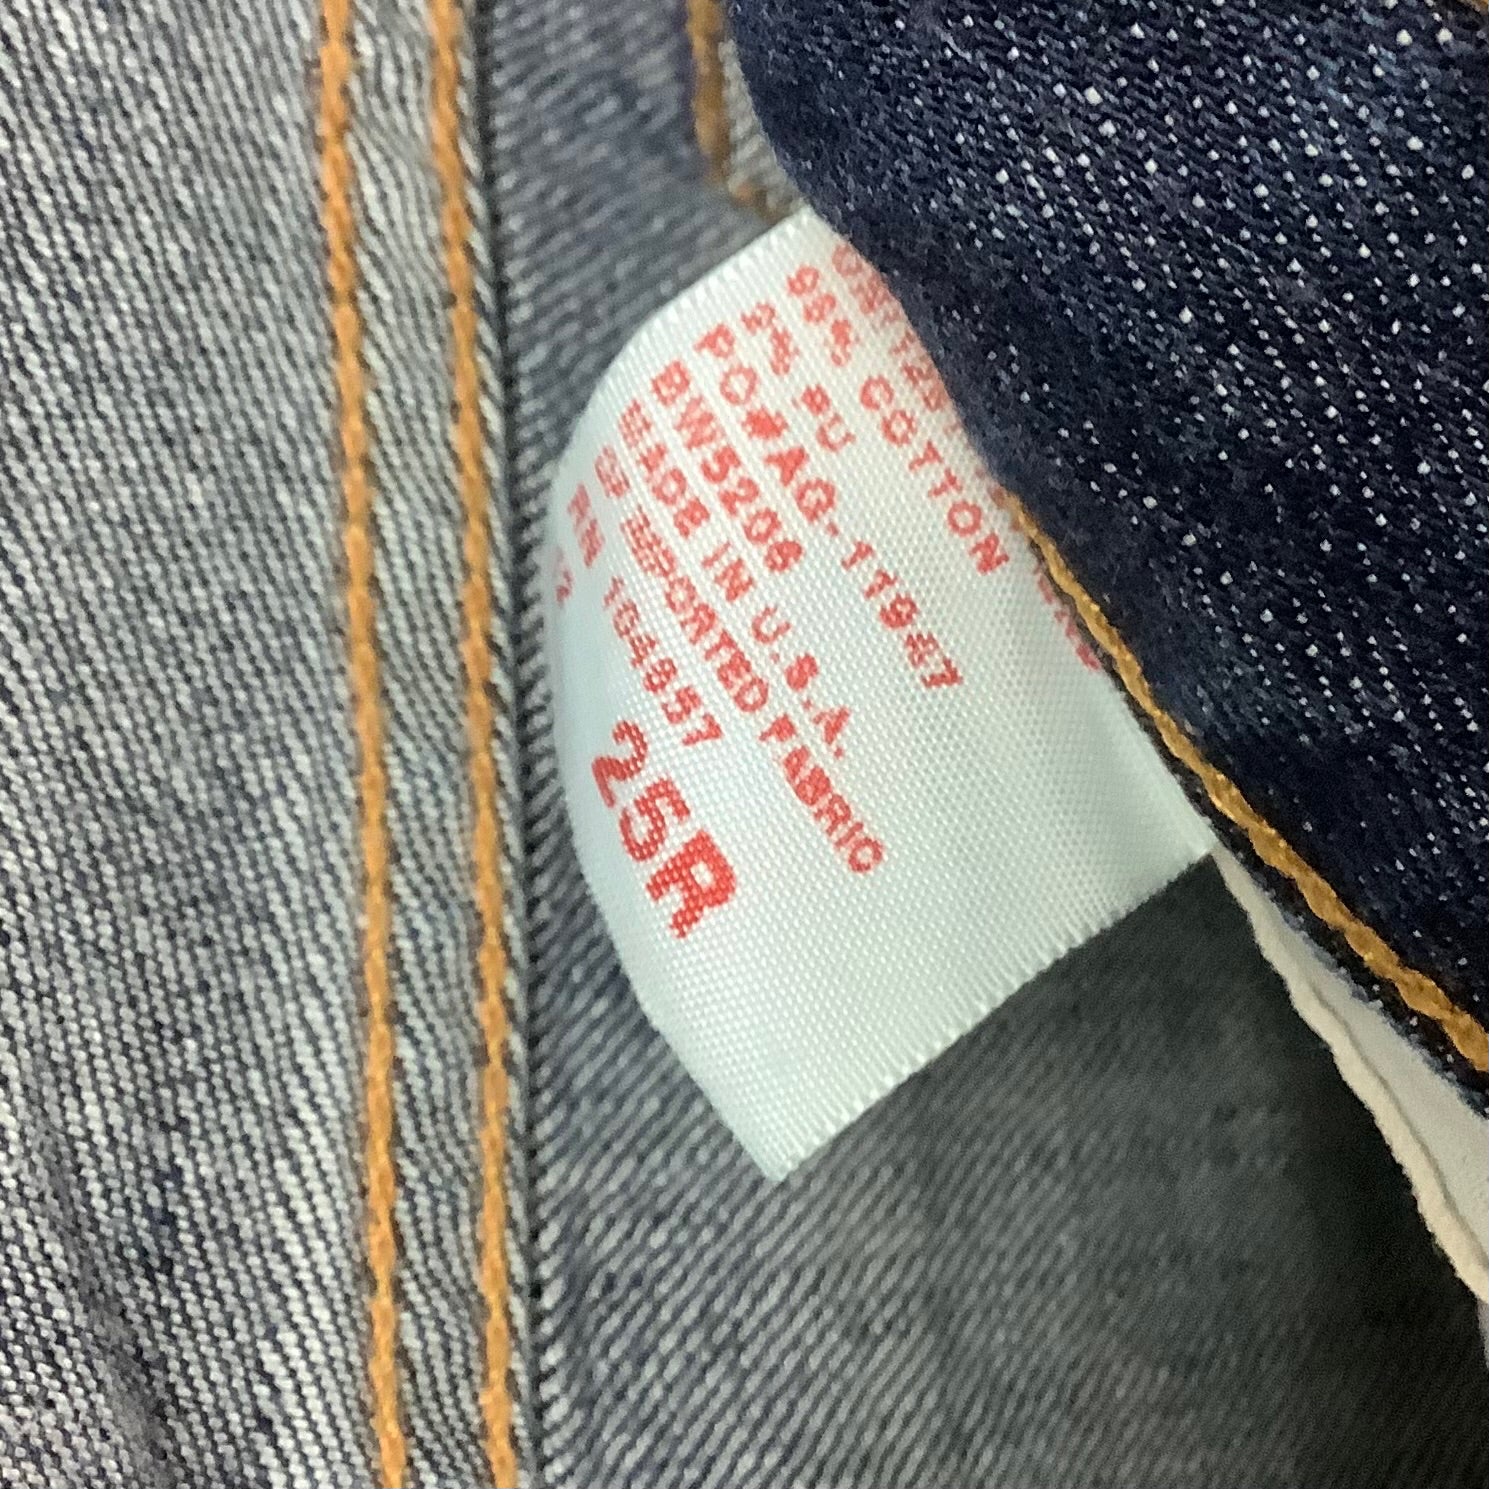 98% COTTON
2% PU
PO#AG-11947
BW5206
MADE IN U.S.A.
OF IMPORTED FABRIC
RN 104857
25R